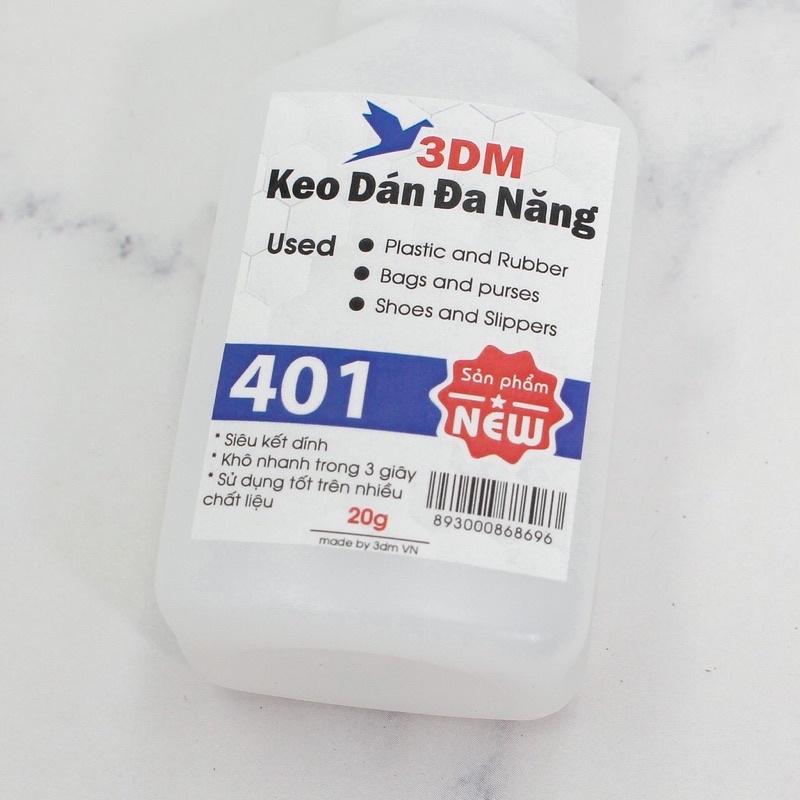 3DM
Keo Dán Đa Năng
Used
● Plastic and Rubber
● Bags and purses
● Shoes and Slippers
401
Sản phẩm
NEW
* Siêu kết dính
* Khô nhanh trong 3 giây
* Sử dụng tốt trên nhiều
chất liệu
20g
made by 3dm VN
893000868696